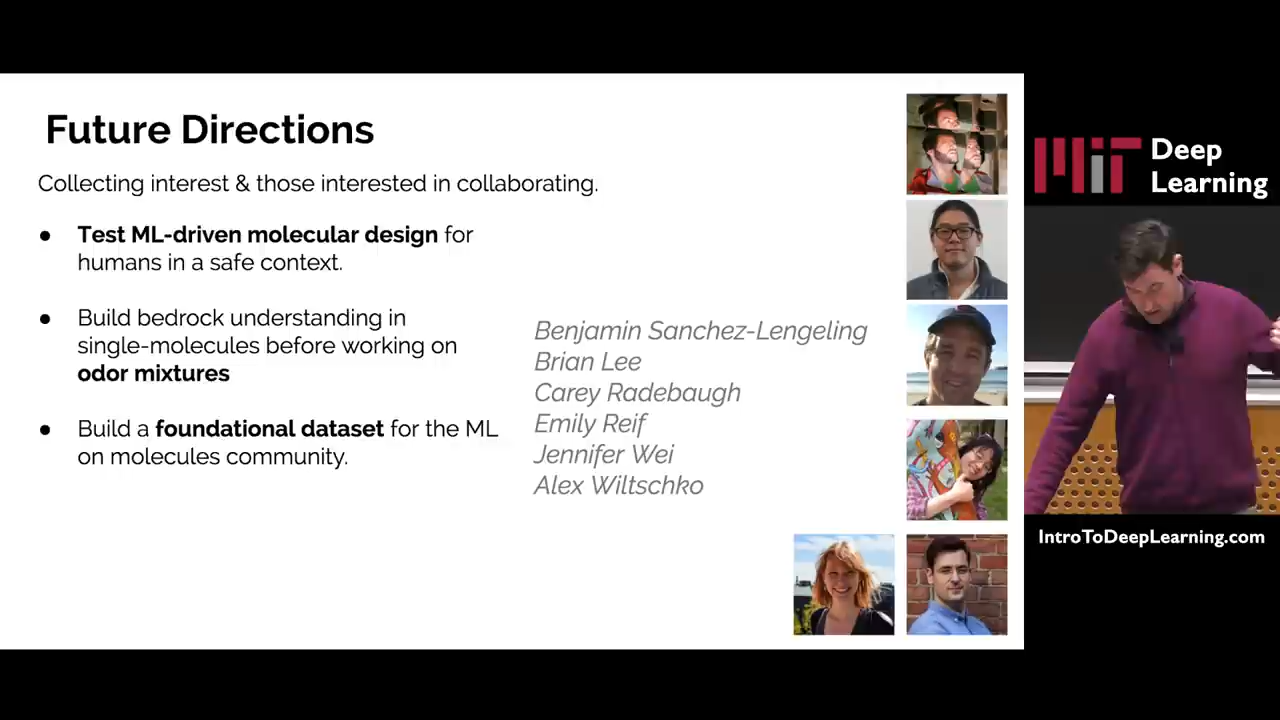 Future Directions
Collecting interest & those interested in collaborating.
● Test ML-driven molecular design for
humans in a safe context.
● Build bedrock understanding in
single-molecules before working on
odor mixtures
● Build a foundational dataset for the ML
on molecules community.
Benjamin Sanchez-Lengeling
Brian Lee
Carey Radebaugh
Emily Reif
Jennifer Wei
Alex Wiltschko
MIT Deep
Learning
IntroToDeepLearning.com